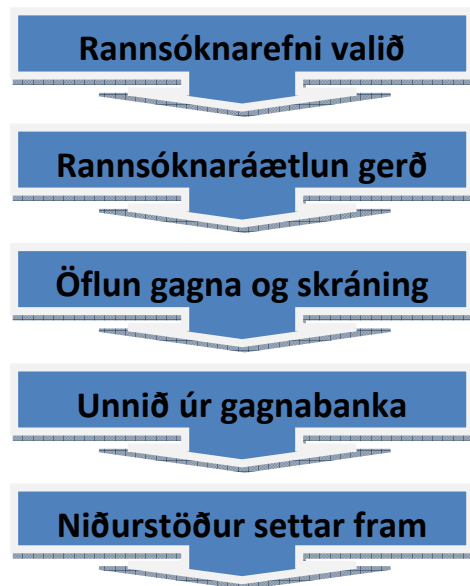 Rannsóknarefni valið
Rannsóknaráætlun gerð
Öflun gagna og skráning
Unnið úr gagnabanka
Niðurstöður settar fram